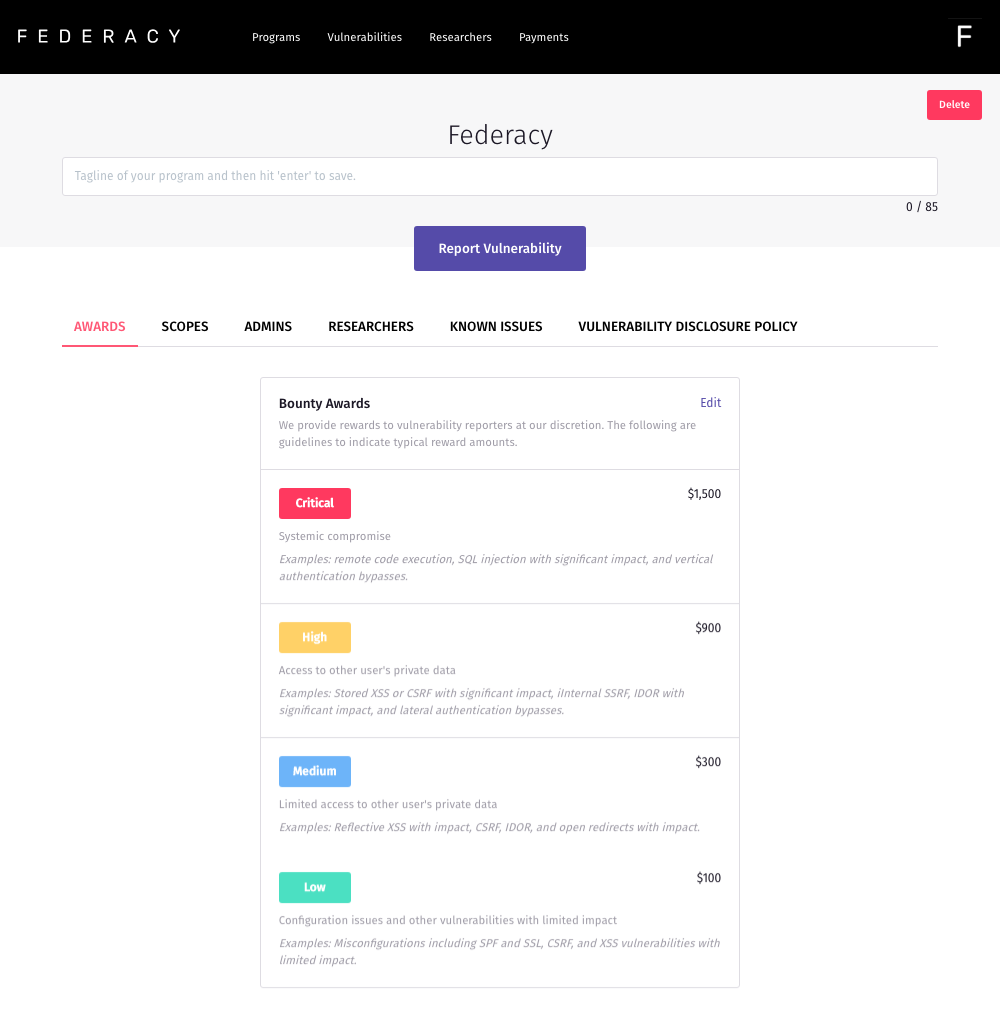 FEDERACY
Programs Vulnerabilities Researchers Payments
F
Delete
Federacy
Tagline of your program and then hit 'enter' to save.
0 / 85
Report Vulnerability
AWARDS SCOPES ADMINS RESEARCHERS KNOWN ISSUES VULNERABILITY DISCLOSURE POLICY
Bounty Awards
Edit
We provide rewards to vulnerability reporters at our discretion. The following are
guidelines to indicate typical reward amounts.
Critical
$1,500
Systemic compromise
Examples: remote code execution, SQL injection with significant impact, and vertical
authentication bypasses.
High
$900
Access to other user's private data
Examples: Stored XSS or CSRF with significant impact, iInternal SSRF, IDOR with
significant impact, and lateral authentication bypasses.
Medium
$300
Limited access to other user's private data
Examples: Reflective XSS with impact, CSRF, IDOR, and open redirects with impact.
Low
$100
Configuration issues and other vulnerabilities with limited impact
Examples: Misconfigurations including SPF and SSL, CSRF, and XSS vulnerabilities with
limited impact.